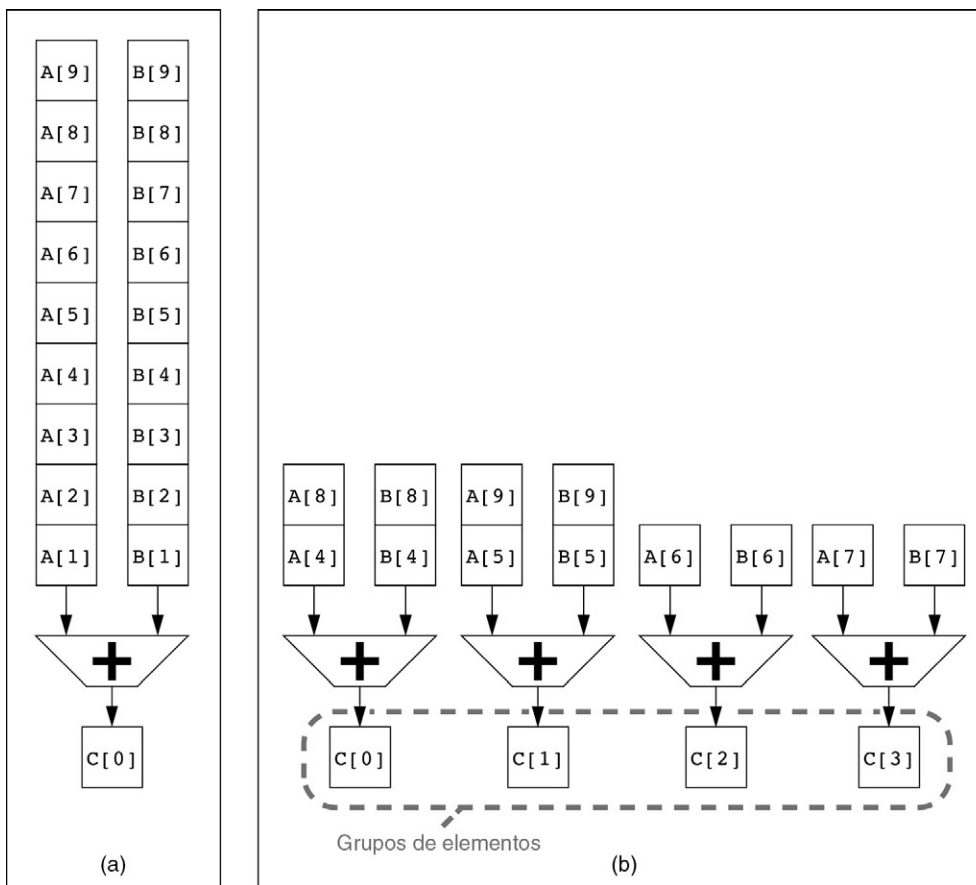 A[9] B[9]
A[8] B[8]
A[7] B[7]
A[6] B[6]
A[5] B[5]
A[4] B[4]
A[3] B[3]
A[2] B[2]
A[1] B[1]
+
C[0]
(a)
A[8] B[8] A[9] B[9]
A[4] B[4] A[5] B[5] A[6] B[6] A[7] B[7]
+ + + +
C[0] C[1] C[2] C[3]
Grupos de elementos
(b)